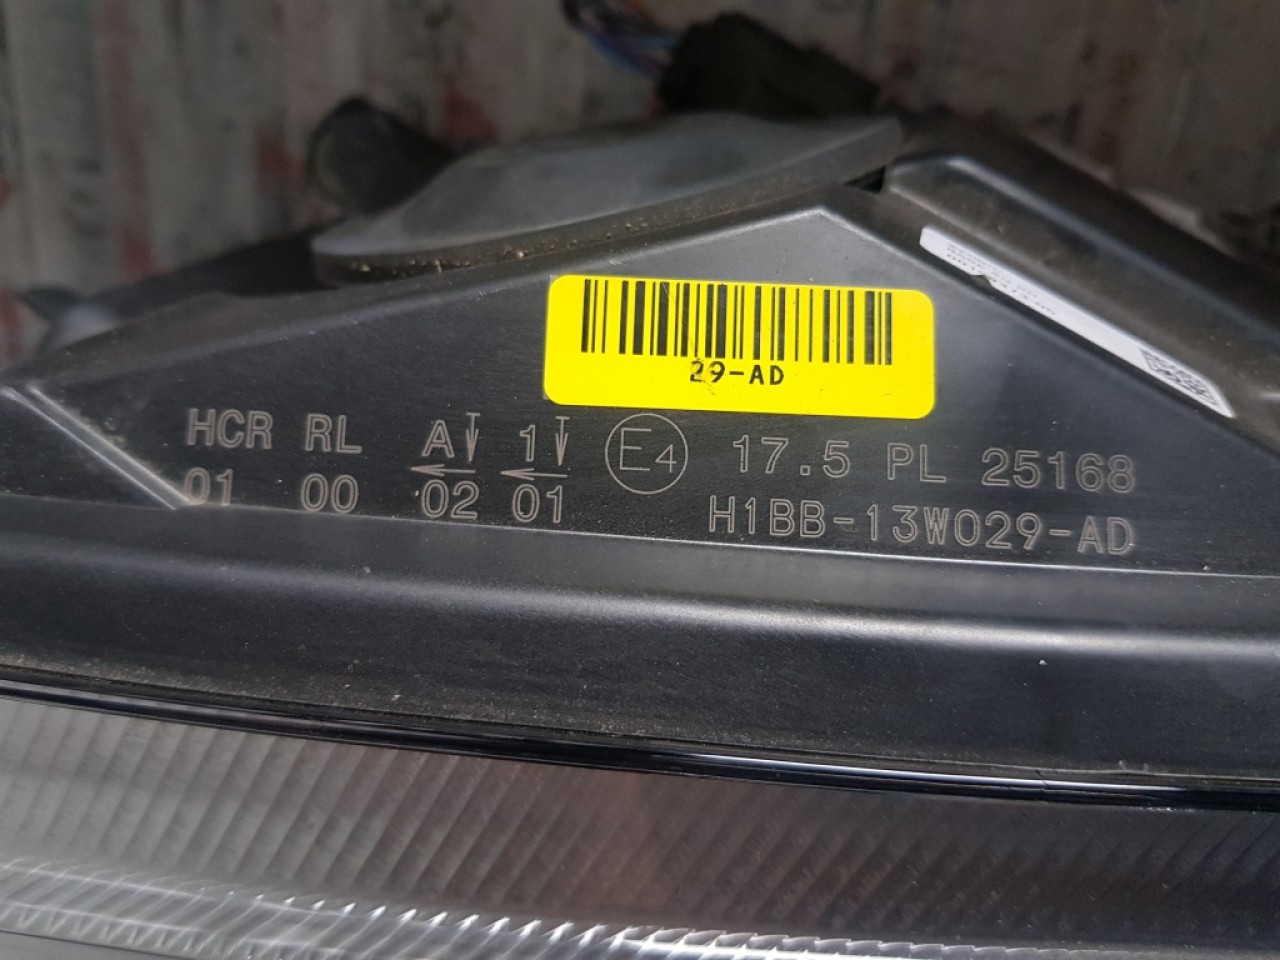 29-AD
HCR RL A 1 E4 17.5 PL 25168
01 00 02 01 H1BB-13W029-AD